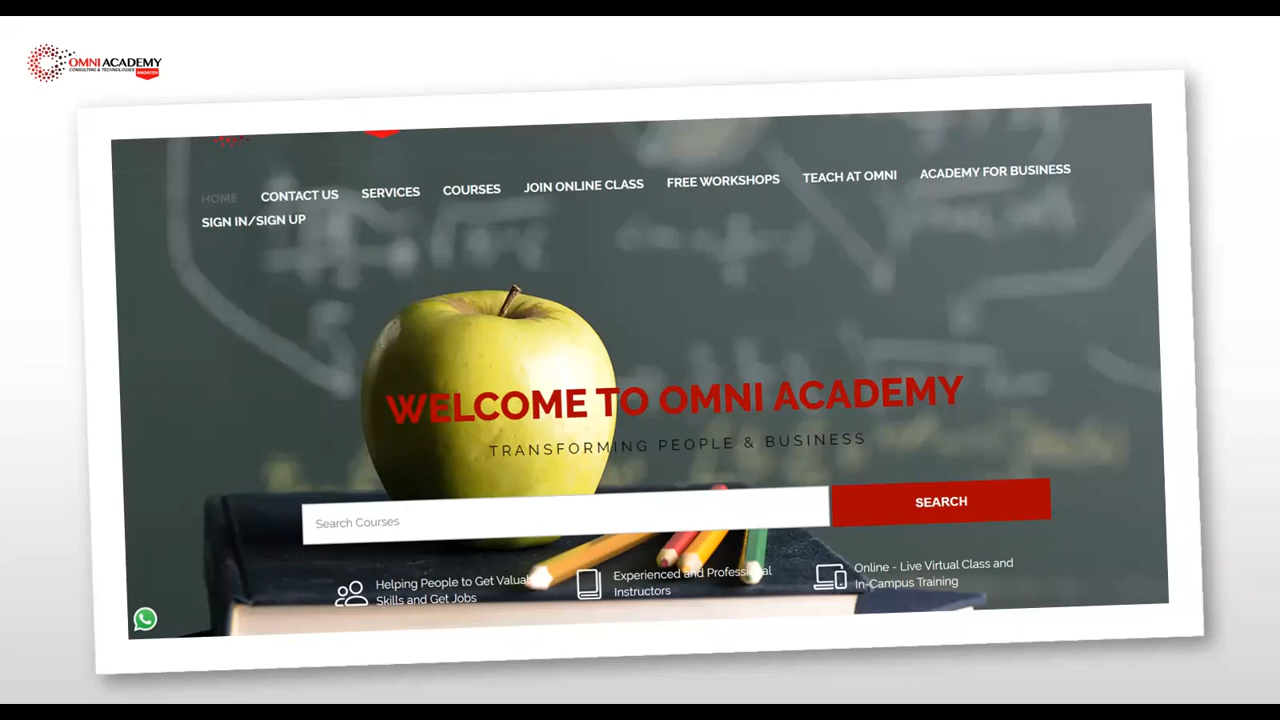 OMNI ACADEMY
CONSULTING & TECHNOLOGIES
HOME CONTACT US SERVICES COURSES JOIN ONLINE CLASS FREE WORKSHOPS TEACH AT OMNI ACADEMY FOR BUSINESS
SIGN IN/SIGN UP
WELCOME TO OMNI ACADEMY
TRANSFORMING PEOPLE & BUSINESS
Search Courses SEARCH
Helping People to Get Valuab
Skills and Get Jobs
Experienced and Professional
Instructors
Online - Live Virtual Class and
In-Campus Training